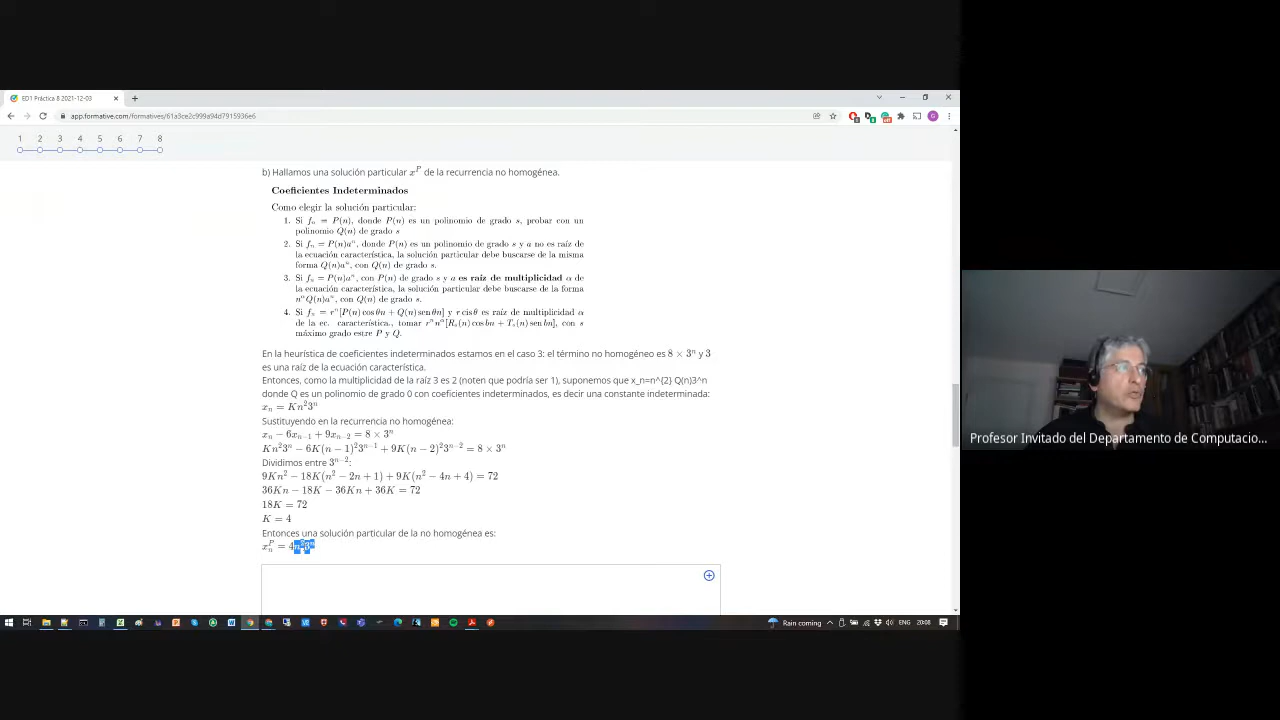 ED1 Práctica 8 2021-12-03
app.formative.com/formatives/61a3ce2c999a94d7915936e6
1 2 3 4 5 6 7 8
b) Hallamos una solución particular x^P de la recurrencia no homogénea.
Coeficientes Indeterminados
Como elegir la solución particular:
1. Si f_n = P(n), donde P(n) es un polinomio de grado s, probar con un
polinomio Q(n) de grado s
2. Si f_n = P(n)a^n, donde P(n) es un polinomio de grado s y a no es raíz de
la ecuación característica, la solución particular debe buscarse de la misma
forma Q(n)a^n, con Q(n) de grado s.
3. Si f_n = P(n)a^n, con P(n) de grado s y a es raíz de multiplicidad α de
la ecuación característica, la solución particular debe buscarse de la forma
n^α Q(n)a^n, con Q(n) de grado s.
4. Si f_n = r^n[P(n) cos θn + Q(n) sen θn] y r cis θ es raíz de multiplicidad α
de la ec. característica., tomar r^n n^α[R_s(n) cos bn + T_s(n) sen bn], con s
máximo grado estre P y Q.
En la heurística de coeficientes indeterminados estamos en el caso 3: el término no homogéneo es 8 × 3^n y 3
es una raíz de la ecuación característica.
Entonces, como la multiplicidad de la raíz 3 es 2 (noten que podría ser 1), suponemos que x_n=n^{2} Q(n)3^n
donde Q es un polinomio de grado 0 con coeficientes indeterminados, es decir una constante indeterminada:
x_n = Kn^2 3^n
Sustituyendo en la recurrencia no homogénea:
x_n − 6x_{n−1} + 9x_{n−2} = 8 × 3^n
Kn^2 3^n − 6K(n − 1)^2 3^{n−1} + 9K(n − 2)^2 3^{n−2} = 8 × 3^n
Dividimos entre 3^{n−2}:
9Kn^2 − 18K(n^2 − 2n + 1) + 9K(n^2 − 4n + 4) = 72
36Kn − 18K − 36Kn + 36K = 72
18K = 72
K = 4
Entonces una solución particular de la no homogénea es:
x_n^P = 4n^2 3^n
Profesor Invitado del Departamento de Computacio...
Rain coming
ENG
20:08